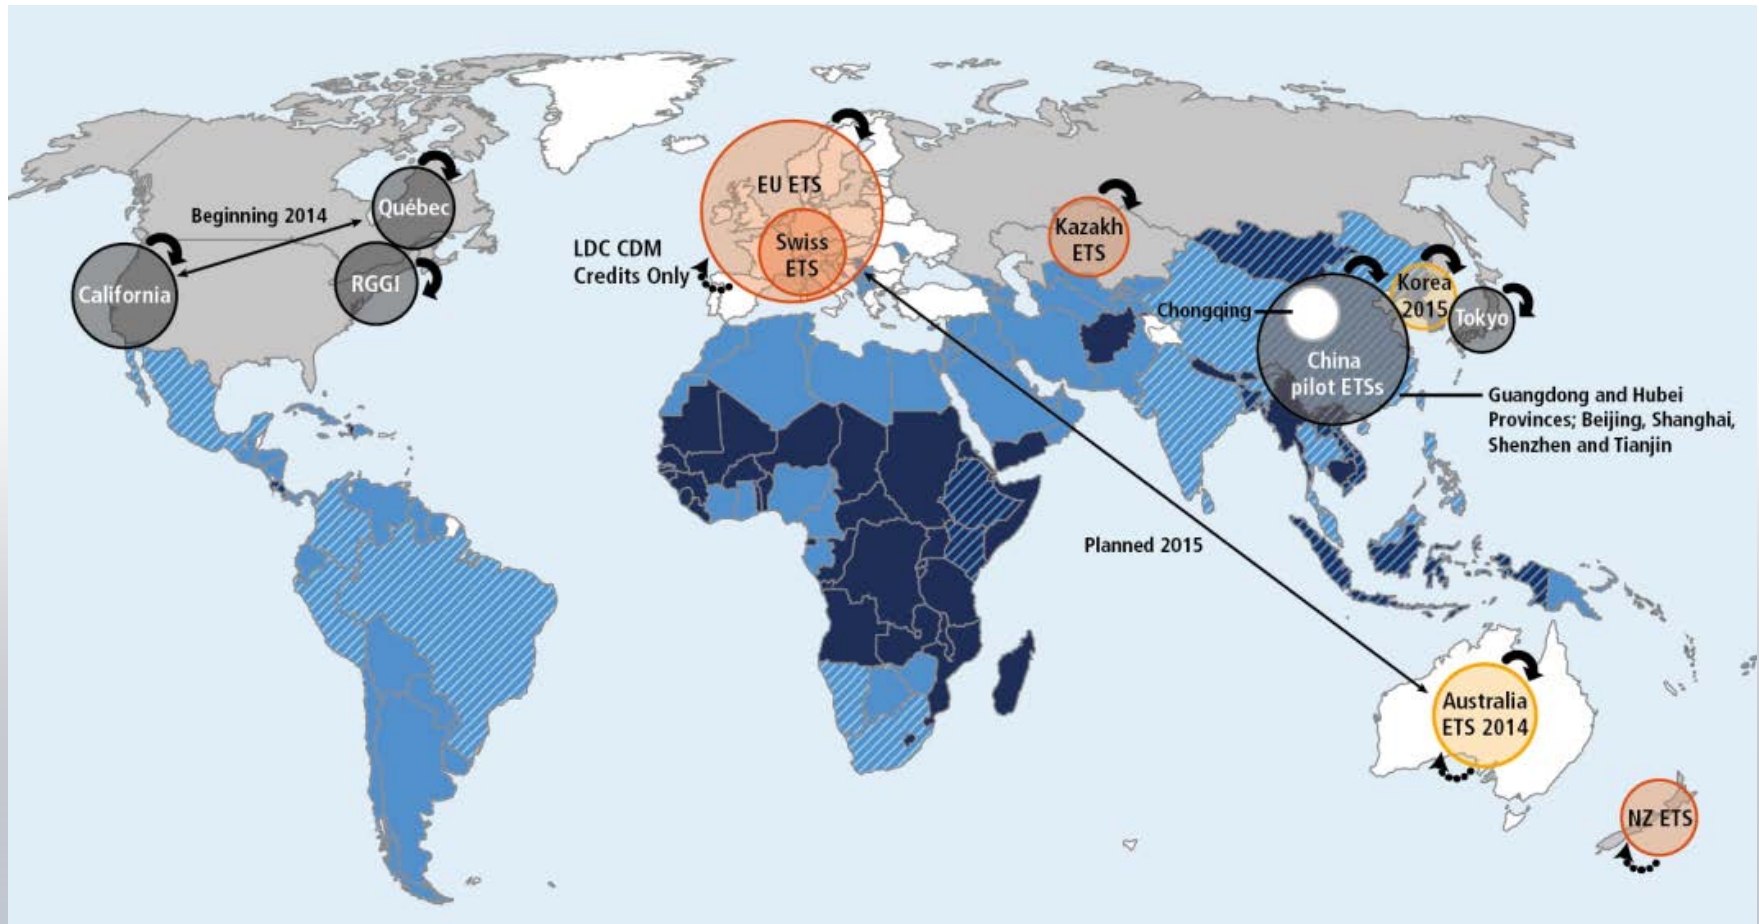 Québec
Beginning 2014
California
RGGI
EU ETS
Swiss
ETS
LDC CDM
Credits Only
Kazakh
ETS
Chongqing
Korea
2015
Tokyo
China
pilot ETSs
Guangdong and Hubei
Provinces; Beijing, Shanghai,
Shenzhen and Tianjin
Planned 2015
Australia
ETS 2014
NZ ETS